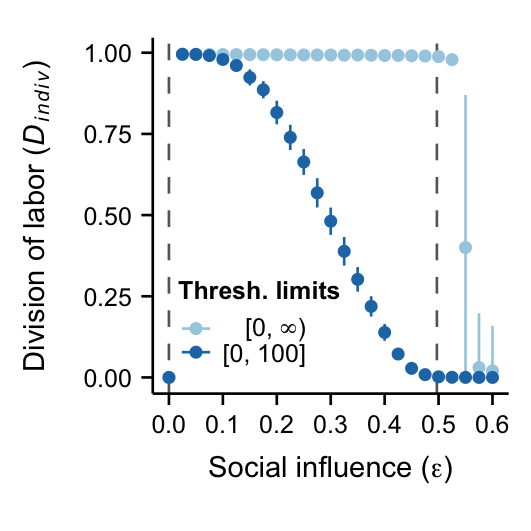 Division of labor (D_indiv)
1.00
0.75
0.50
0.25
0.00
Thresh. limits
[0, ∞)
[0, 100]
0.0 0.1 0.2 0.3 0.4 0.5 0.6
Social influence (ε)